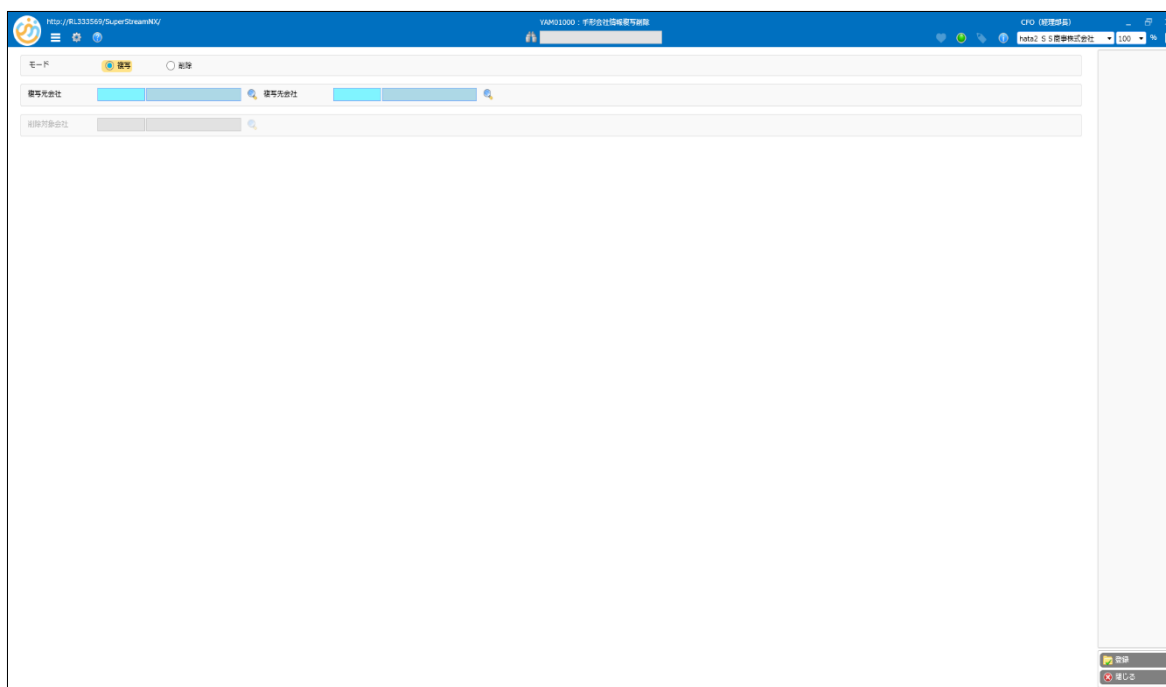 http://RL333569/SuperStreamNX/
YAM01000：手形会社情報複写削除
CFO（経理部長）
hata2 ＳＳ商事株式会社
100
%
モード
複写
削除
複写元会社
複写先会社
削除対象会社
登録
閉じる